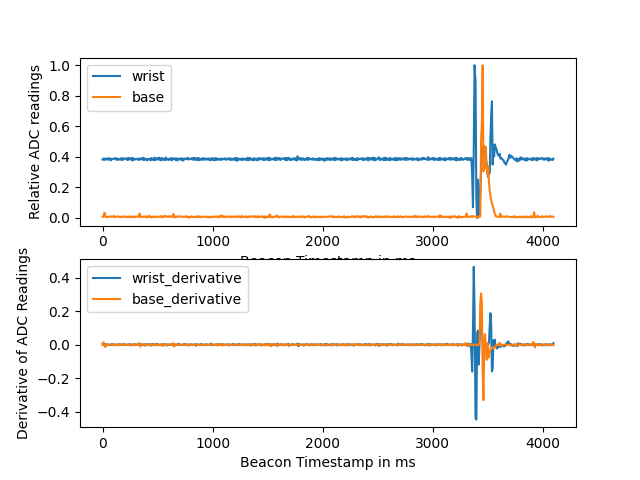 Relative ADC readings
1.0
0.8
0.6
0.4
0.2
0.0
wrist
base
0
1000
2000
3000
4000
Beacon Timestamp in ms
Derivative of ADC Readings
0.4
0.2
0.0
−0.2
−0.4
wrist_derivative
base_derivative
0
1000
2000
3000
4000
Beacon Timestamp in ms